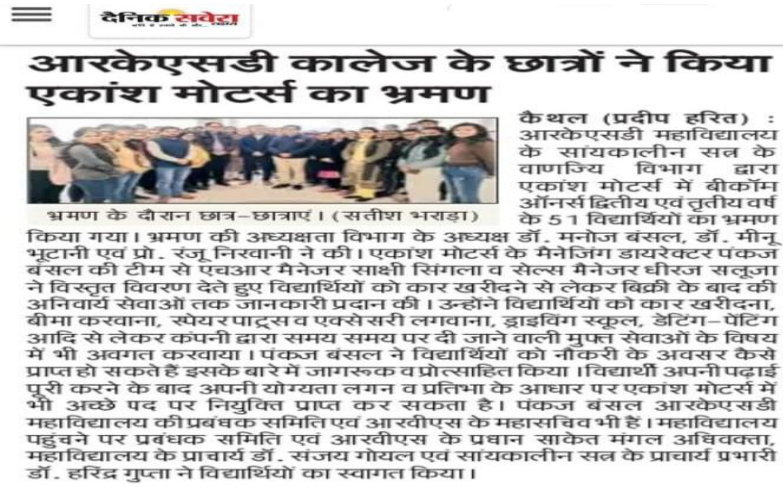 दैनिक सवेरा
आरकेएसडी कालेज के छात्रों ने किया
एकांश मोटर्स का भ्रमण
भ्रमण के दौरान छात्र-छात्राएं। (सतीश भराड़ा)
कैथल (प्रदीप हरित) :
आरकेएसडी महाविद्यालय
के सांयकालीन सत्र के
वाणज्यि विभाग द्वारा
एकांश मोटर्स में बीकॉम
ऑनर्स द्वितीय एवं तृतीय वर्ष
के 51 विद्यार्थियों का भ्रमण
किया गया। भ्रमण की अध्यक्षता विभाग के अध्यक्ष डॉ. मनोज बंसल, डॉ. मीनू
भूटानी एवं प्रो. रंजू निरवानी ने की। एकांश मोटर्स के मैनेजिंग डायरेक्टर पंकज
बंसल की टीम से एचआर मैनेजर साक्षी सिंगला व सेल्स मैनेजर धीरज सलूजा
ने विस्तृत विवरण देते हुए विद्यार्थियों को कार खरीदने से लेकर बिक्री के बाद की
अनिवार्य सेवाओं तक जानकारी प्रदान की। उन्होंने विद्यार्थियों को कार खरीदना,
बीमा करवाना, स्पेयर पाट्र्स व एक्सेसरी लगवाना, ड्राइविंग स्कूल, डेटिंग-पेंटिंग
आदि से लेकर कंपनी द्वारा समय समय पर दी जाने वाली मुफ्त सेवाओं के विषय
में भी अवगत करवाया। पंकज बंसल ने विद्यार्थियों को नौकरी के अवसर कैसे
प्राप्त हो सकते हैं इसके बारे में जागरूक व प्रोत्साहित किया। विद्यार्थी अपनी पढ़ाई
पूरी करने के बाद अपनी योग्यता लगन व प्रतिभा के आधार पर एकांश मोटर्स में
भी अच्छे पद पर नियुक्ति प्राप्त कर सकता है। पंकज बंसल आरकेएसडी
महाविद्यालय की प्रबंधक समिति एवं आरवीएस के महासचिव भी हैं। महाविद्यालय
पहुंचने पर प्रबंधक समिति एवं आरवीएस के प्रधान साकेत मंगल अधिवक्ता,
महाविद्यालय के प्राचार्य डॉ. संजय गोयल एवं सांयकालीन सत्र के प्राचार्य प्रभारी
डॉ. हरिंद्र गुप्ता ने विद्यार्थियों का स्वागत किया।